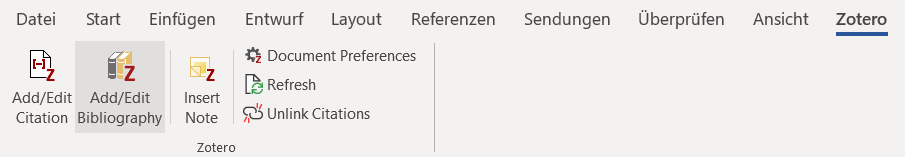 Datei Start Einfügen Entwurf Layout Referenzen Sendungen Überprüfen Ansicht Zotero
Add/Edit Citation
Add/Edit Bibliography
Insert Note
Document Preferences
Refresh
Unlink Citations
Zotero